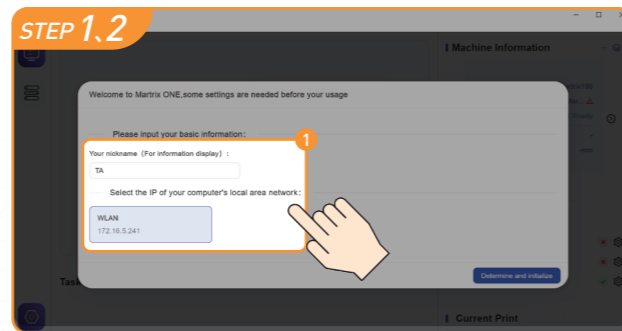 STEP 1、2
Machine Information
Welcome to Martrix ONE,some settings are needed before your usage
Please input your basic information:
1
Your nickname (For information display) :
TA
Select the IP of your computer's local area network:
WLAN
172.16.5.241
Determine and initialize
Task
Current Print